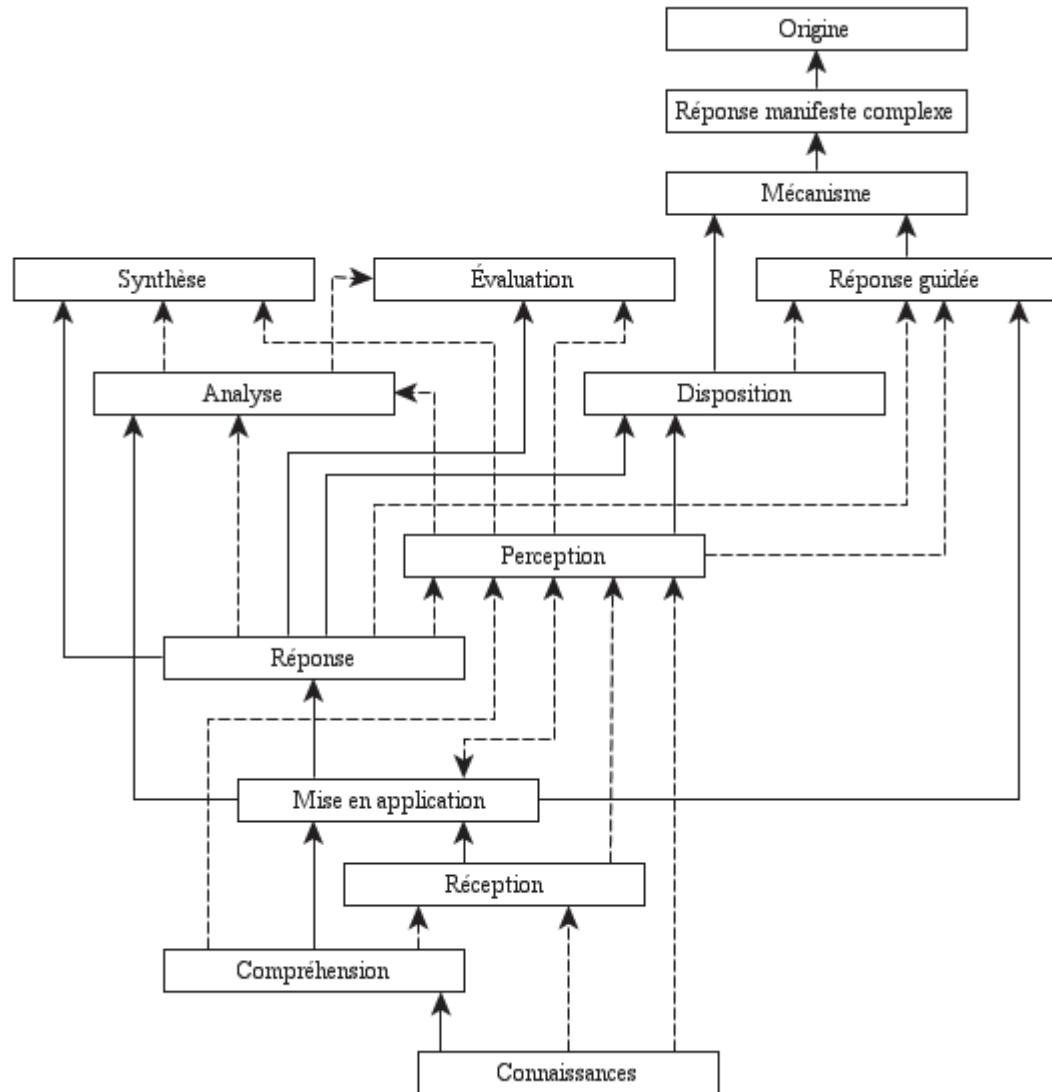 Origine
Réponse manifeste complexe
Mécanisme
Synthèse
Évaluation
Réponse guidée
Analyse
Disposition
Perception
Réponse
Mise en application
Réception
Compréhension
Connaissances